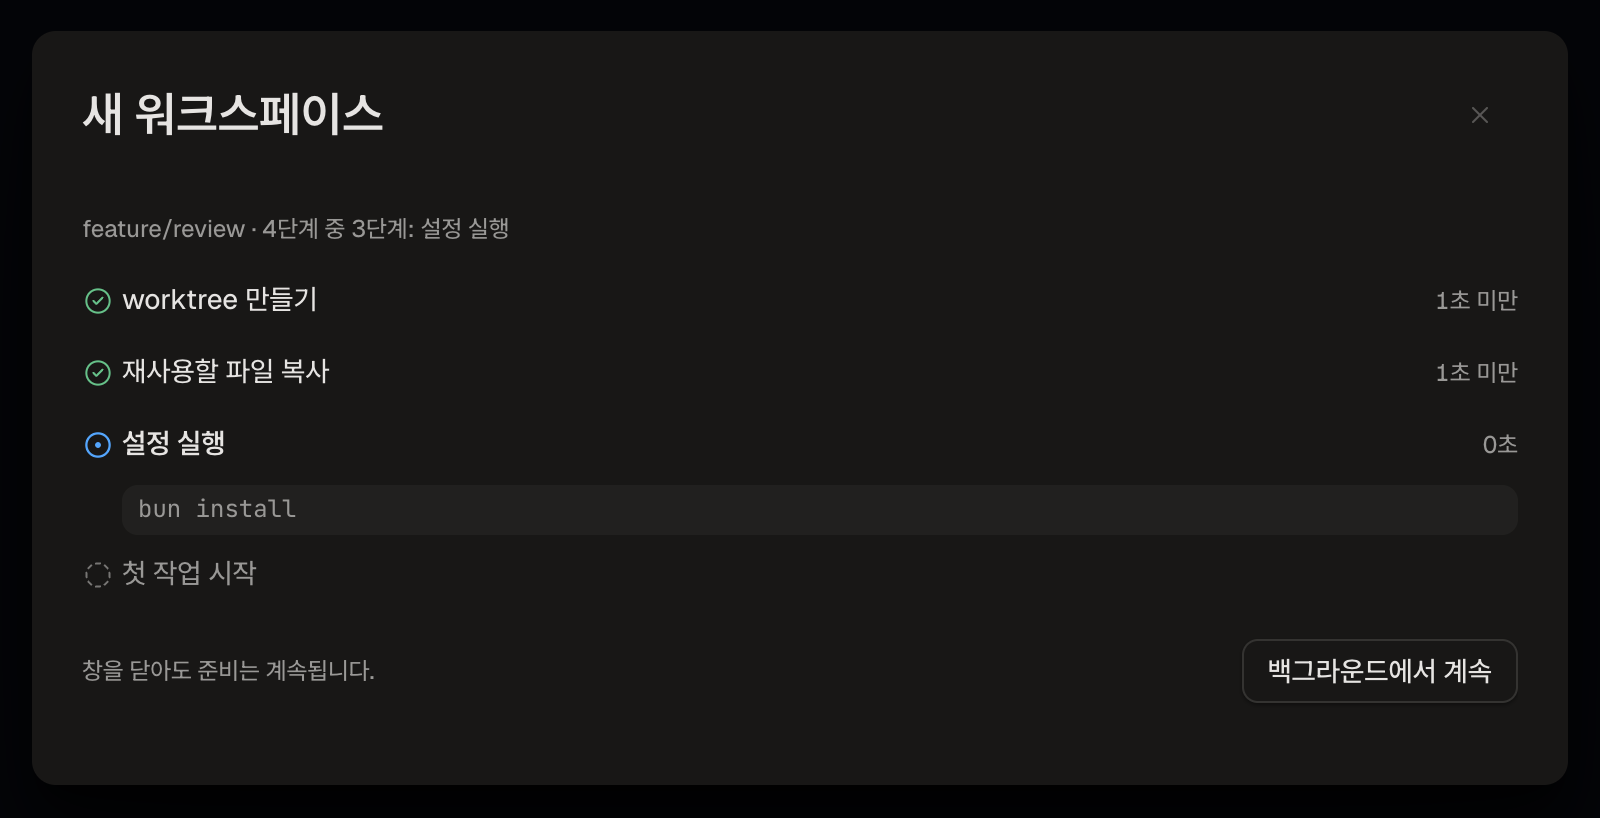 새 워크스페이스
feature/review · 4단계 중 3단계: 설정 실행
worktree 만들기 1초 미만
재사용할 파일 복사 1초 미만
설정 실행 0초
bun install
첫 작업 시작
창을 닫아도 준비는 계속됩니다. 백그라운드에서 계속